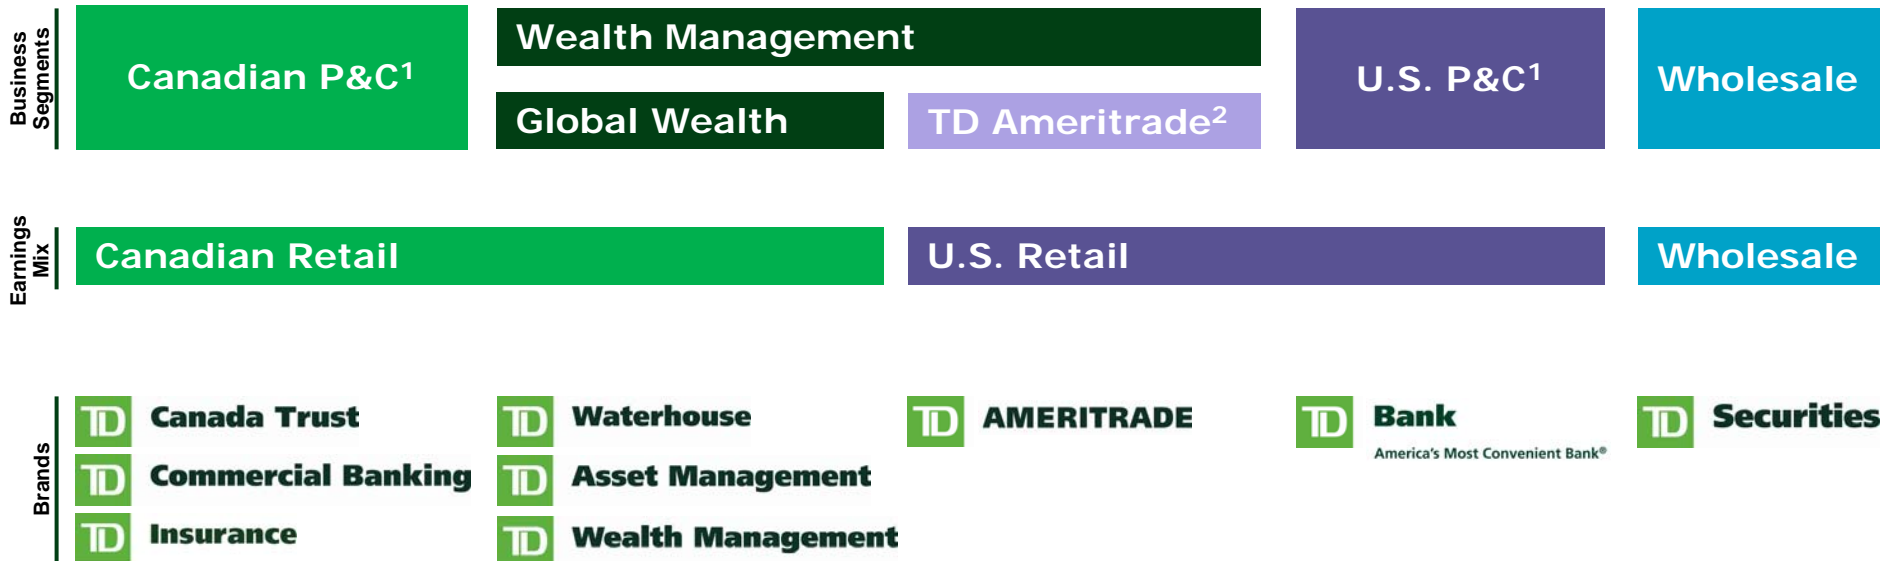 Business
Segments
Canadian P&C¹
Wealth Management
Global Wealth
TD Ameritrade²
U.S. P&C¹
Wholesale
Earnings
Mix
Canadian Retail
U.S. Retail
Wholesale
Brands
TD Canada Trust
TD Commercial Banking
TD Insurance
TD Waterhouse
TD Asset Management
TD Wealth Management
TD AMERITRADE
TD Bank
America's Most Convenient Bank®
TD Securities